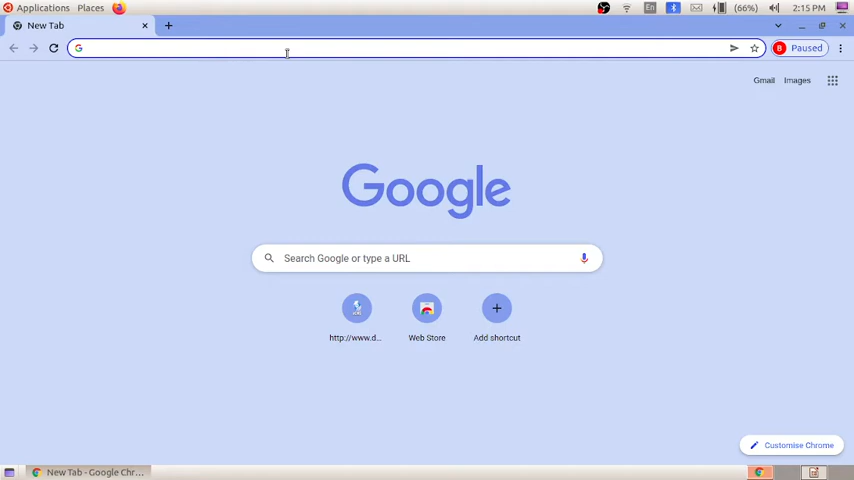 Applications Places En (66%) 2:15 PM
New Tab
B Paused
Gmail Images
Google
Search Google or type a URL
http://www.d... Web Store Add shortcut
Customise Chrome
New Tab - Google Chr...